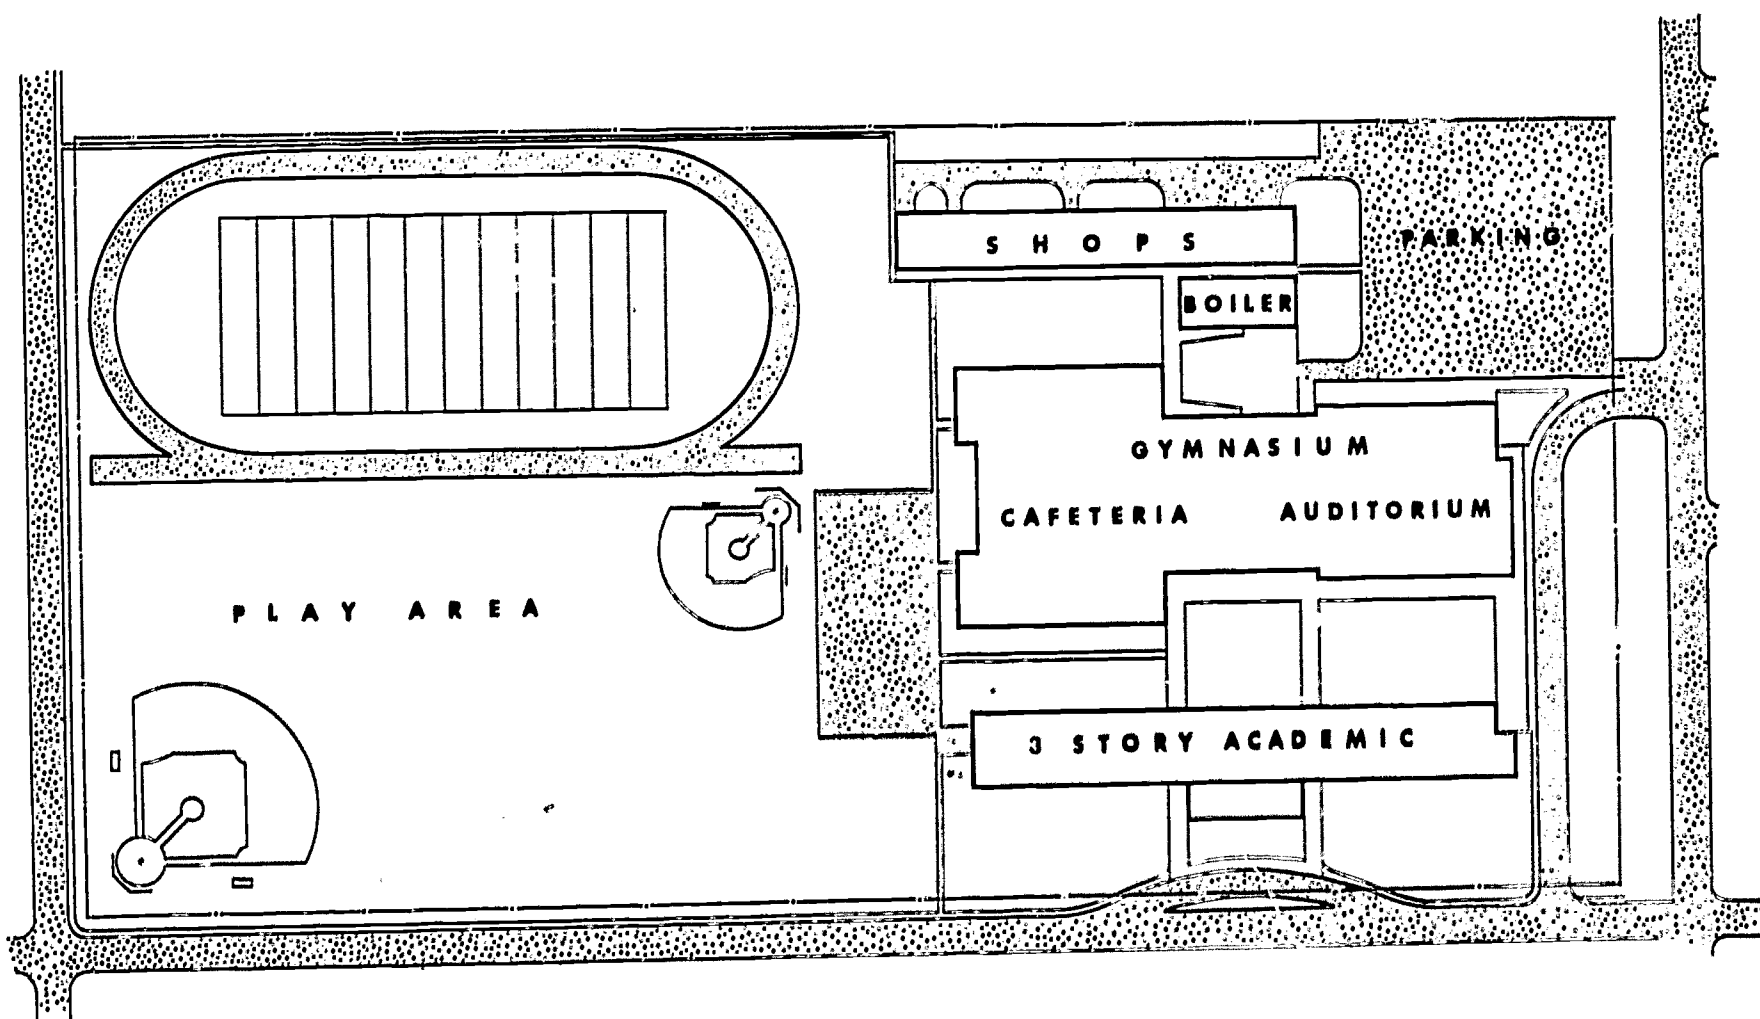 SHOPS
PARKING
BOILER
GYMNASIUM
CAFETERIA
AUDITORIUM
PLAY AREA
3 STORY ACADEMIC